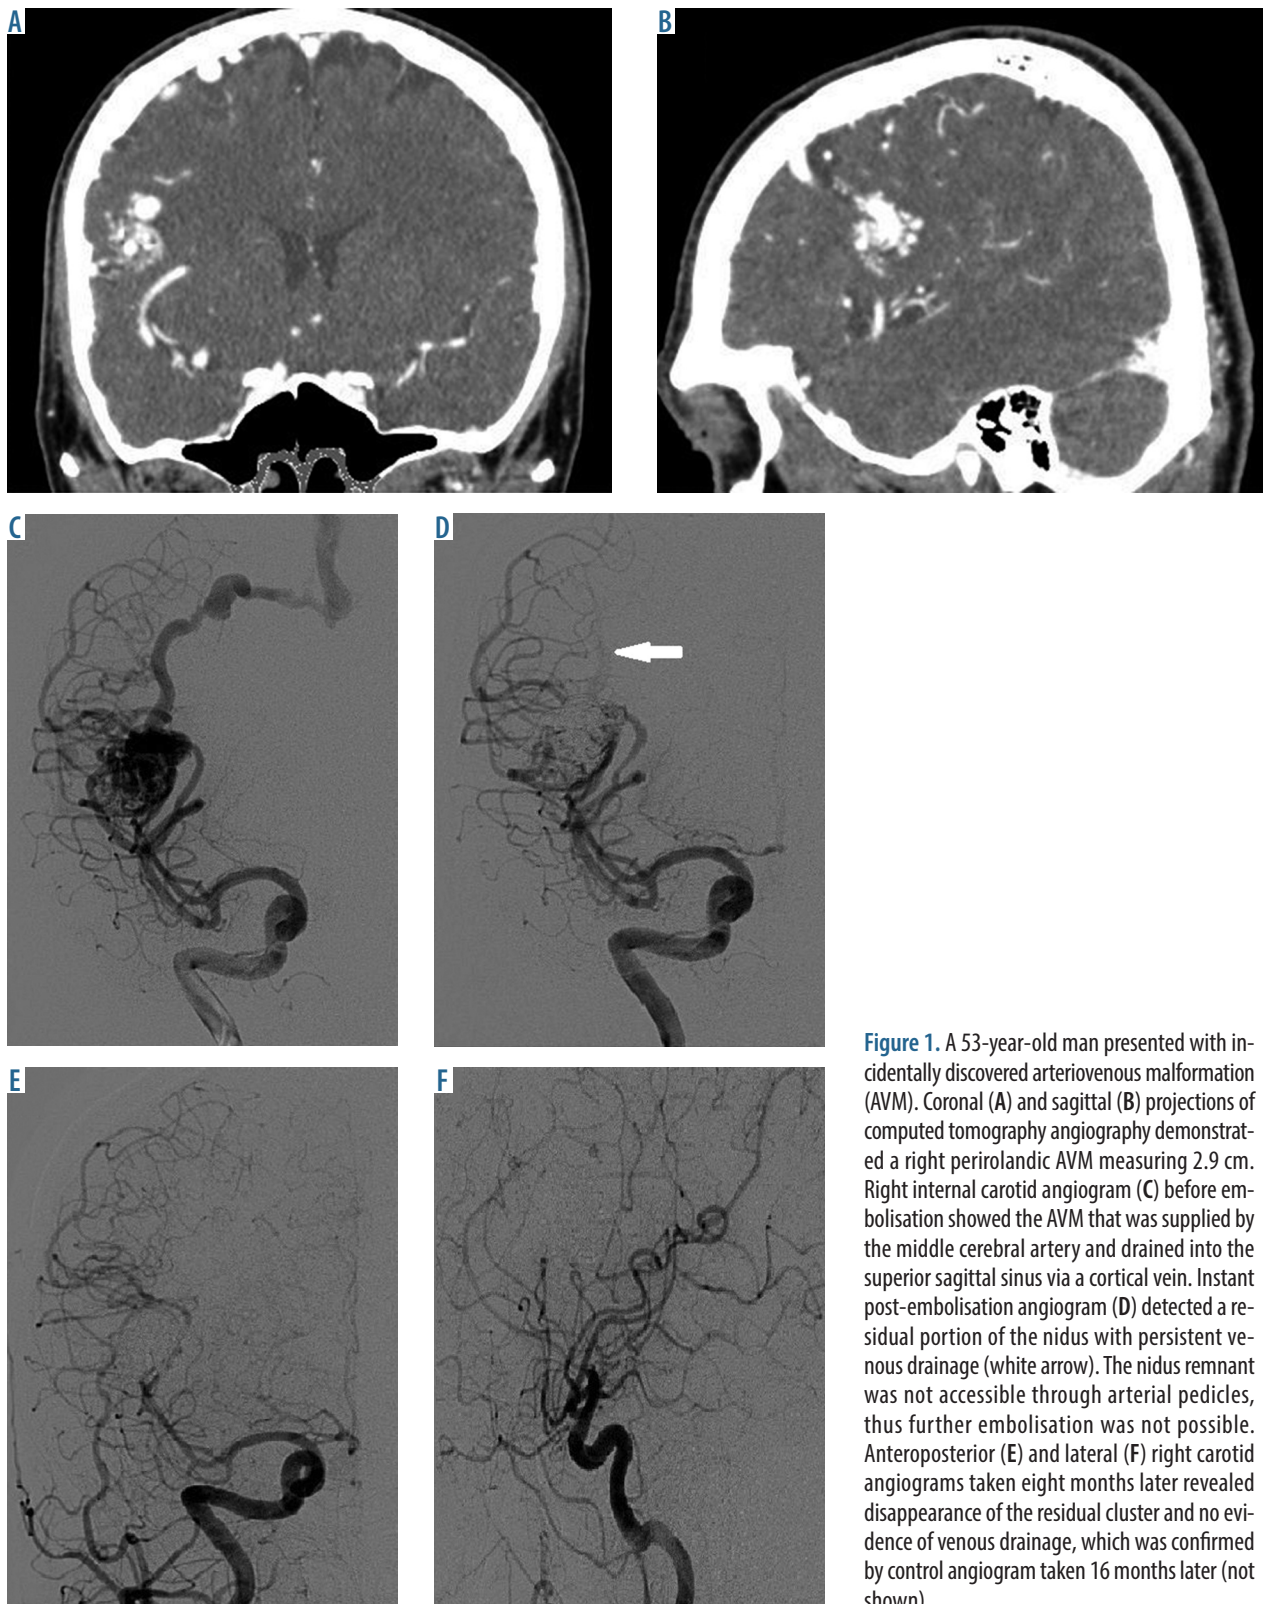 A
B
C
D
E
F
Figure 1. A 53-year-old man presented with in-
cidentally discovered arteriovenous malformation
(AVM). Coronal (A) and sagittal (B) projections of
computed tomography angiography demonstrat-
ed a right perirolandic AVM measuring 2.9 cm.
Right internal carotid angiogram (C) before em-
bolisation showed the AVM that was supplied by
the middle cerebral artery and drained into the
superior sagittal sinus via a cortical vein. Instant
post-embolisation angiogram (D) detected a re-
sidual portion of the nidus with persistent ve-
nous drainage (white arrow). The nidus remnant
was not accessible through arterial pedicles,
thus further embolisation was not possible.
Anteroposterior (E) and lateral (F) right carotid
angiograms taken eight months later revealed
disappearance of the residual cluster and no evi-
dence of venous drainage, which was confirmed
by control angiogram taken 16 months later (not
shown)